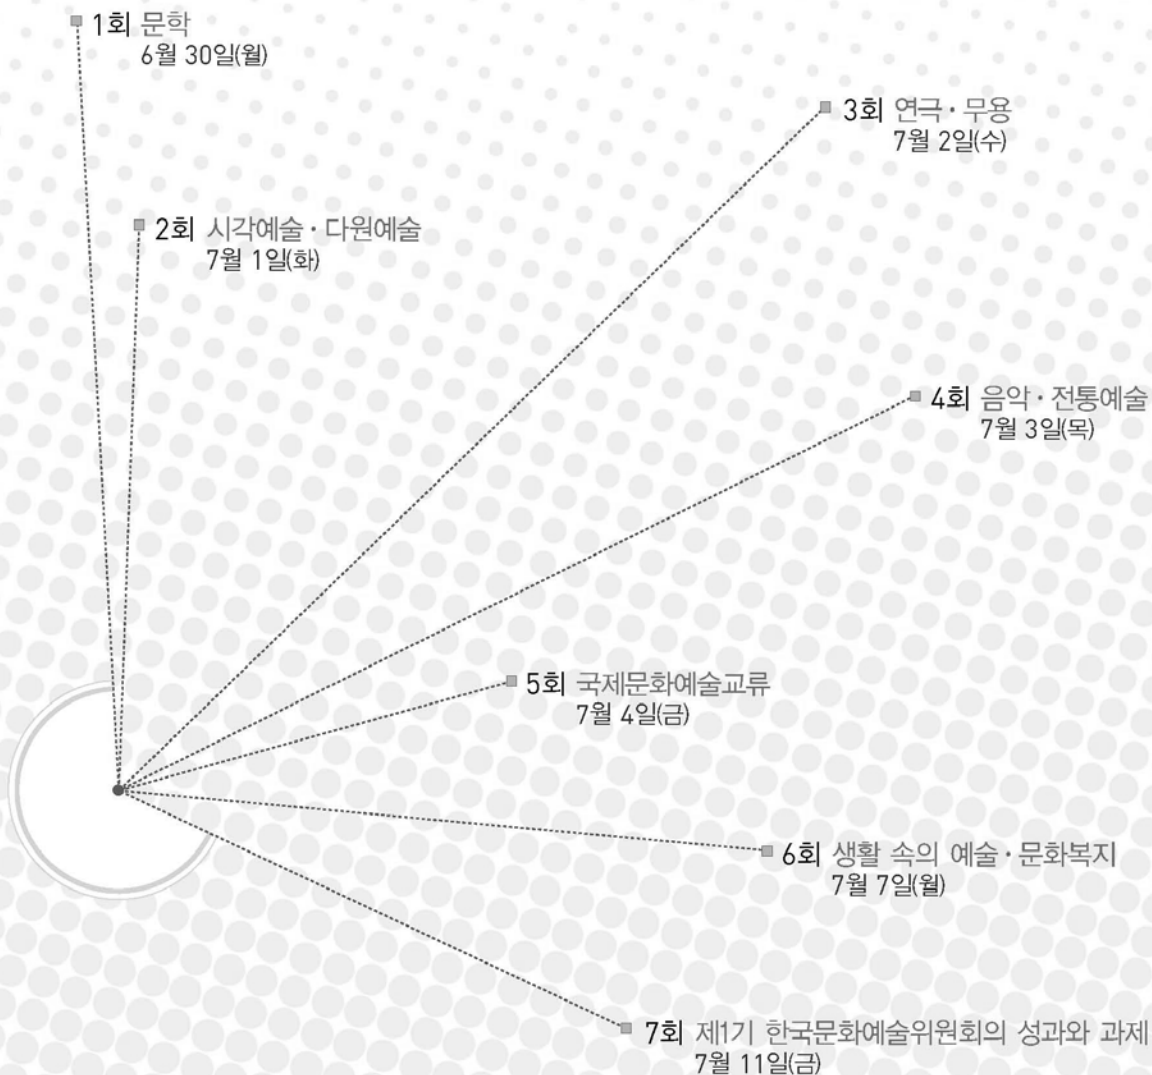 1회 문학
6월 30일(월)
2회 시각예술·다원예술
7월 1일(화)
3회 연극·무용
7월 2일(수)
4회 음악·전통예술
7월 3일(목)
5회 국제문화예술교류
7월 4일(금)
6회 생활 속의 예술·문화복지
7월 7일(월)
7회 제1기 한국문화예술위원회의 성과와 과제
7월 11일(금)